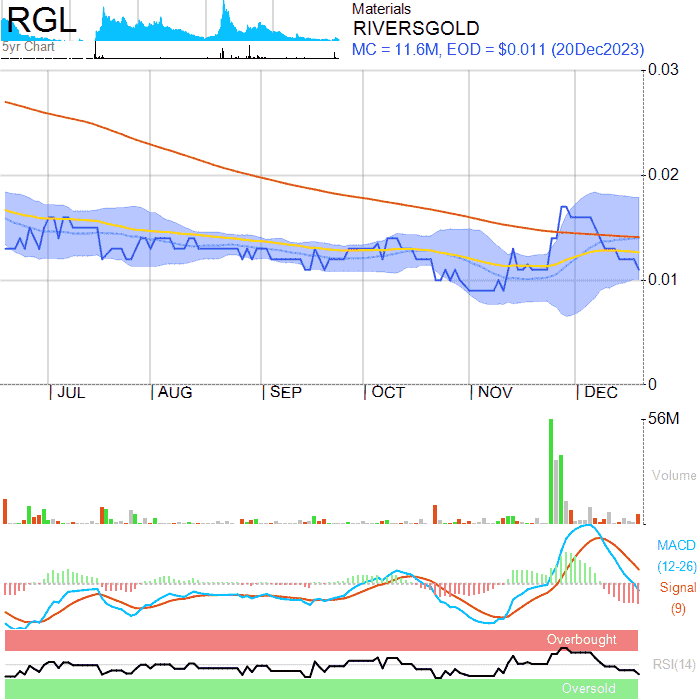 RGL
5yr Chart
Materials
RIVERSGOLD
MC = 11.6M, EOD = $0.011 (20Dec2023)
0.03
0.02
0.01
0
JUL AUG SEP OCT NOV DEC
56M
Volume
MACD
(12-26)
Signal
(9)
Overbought
RSI(14)
Oversold